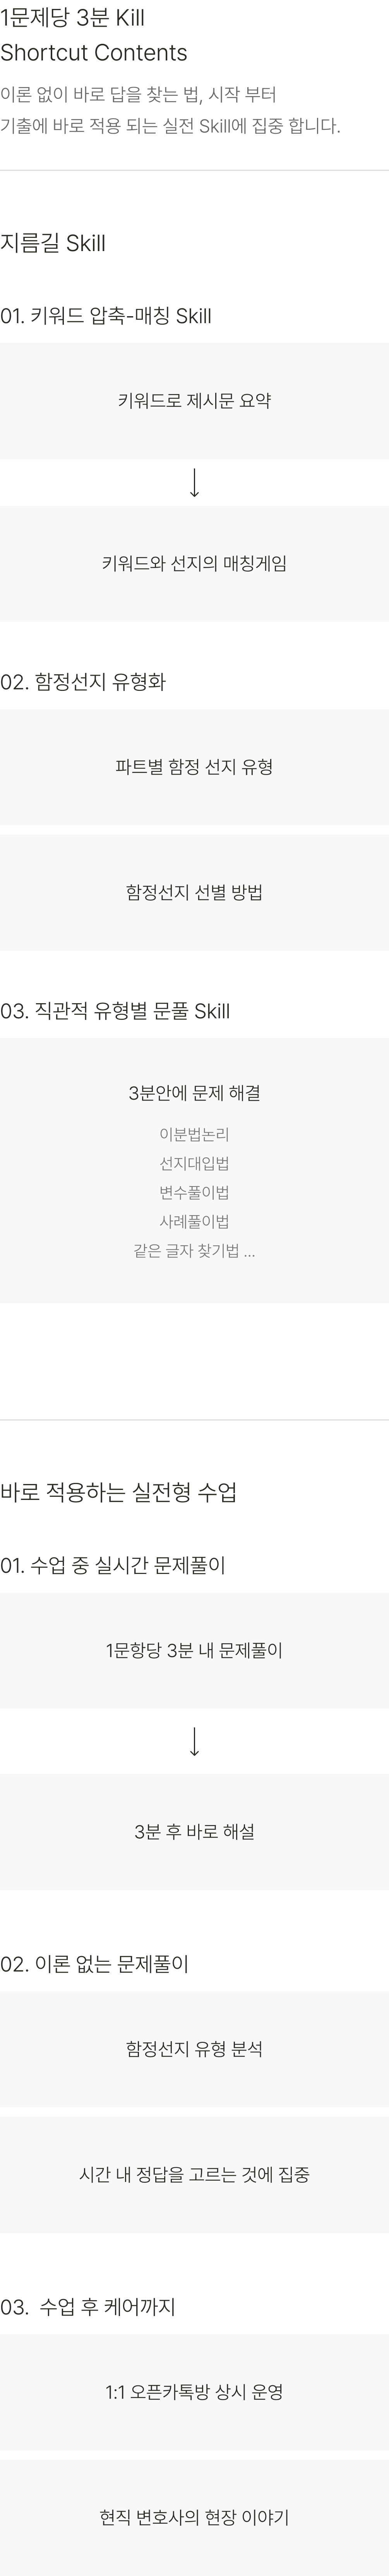 1문제당 3분 Kill
Shortcut Contents
이론 없이 바로 답을 찾는 법, 시작 부터
기출에 바로 적용 되는 실전 Skill에 집중 합니다.
지름길 Skill
01. 키워드 압축-매칭 Skill
키워드로 제시문 요약
↓
키워드와 선지의 매칭게임
02. 함정선지 유형화
파트별 함정 선지 유형
함정선지 선별 방법
03. 직관적 유형별 문풀 Skill
3분안에 문제 해결
이분법논리
선지대입법
변수풀이법
사례풀이법
같은 글자 찾기법 ...
바로 적용하는 실전형 수업
01. 수업 중 실시간 문제풀이
1문항당 3분 내 문제풀이
↓
3분 후 바로 해설
02. 이론 없는 문제풀이
함정선지 유형 분석
시간 내 정답을 고르는 것에 집중
03. 수업 후 케어까지
1:1 오픈카톡방 상시 운영
현직 변호사의 현장 이야기